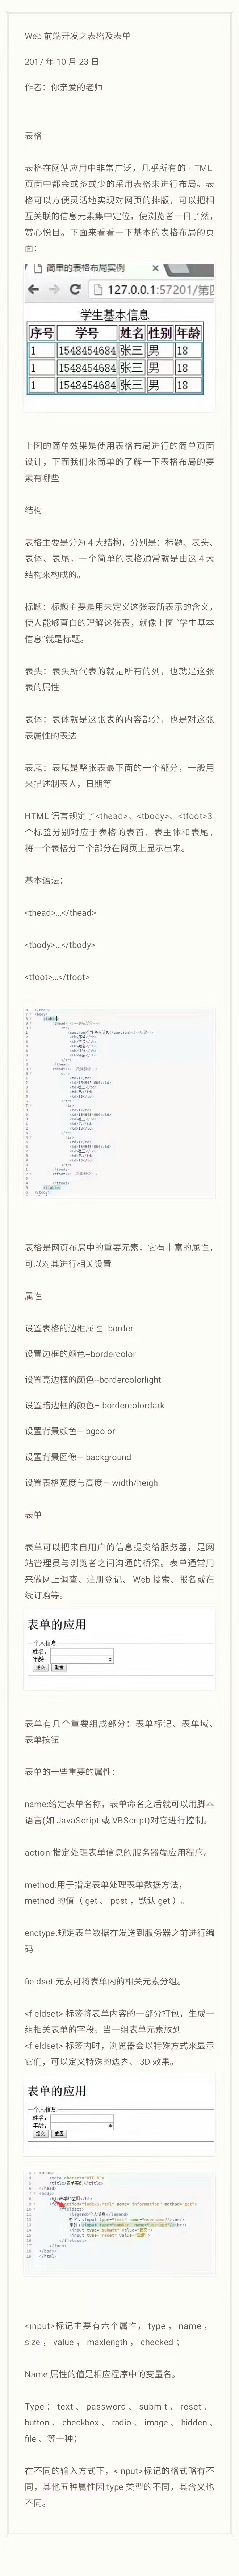 Web 前端开发之表格及表单
2017 年 10 月 23 日
作者：你亲爱的老师
表格
表格在网站应用中非常广泛，几乎所有的 HTML
页面中都会或多或少的采用表格来进行布局。表
格可以方便灵活地实现对网页的排版，可以把相
互关联的信息元素集中定位，使浏览者一目了然，
赏心悦目。下面来看看一下基本的表格布局的页
面：
简单的表格布局实例
127.0.0.1:57201/第四
学生基本信息
序号 学号 姓名 性别 年龄
1 1548454684 张三 男 18
1 1548454684 张三 男 18
1 1548454684 张三 男 18
上图的简单效果是使用表格布局进行的简单页面
设计，下面我们来简单的了解一下表格布局的要
素有哪些
结构
表格主要是分为 4 大结构，分别是：标题、表头、
表体、表尾，一个简单的表格通常就是由这 4 大
结构来构成的。
标题：标题主要是用来定义这张表所表示的含义，
使人能够直白的理解这张表，就像上图 “学生基本
信息”就是标题。
表头：表头所代表的就是所有的列，也就是这张
表的属性
表体：表体就是这张表的内容部分，也是对这张
表属性的表达
表尾：表尾是整张表最下面的一个部分，一般用
来描述制表人，日期等
HTML 语言规定了<thead>、<tbody>、<tfoot>3
个标签分别对应于表格的表首、表主体和表尾，
将一个表格分三个部分在网页上显示出来。
基本语法：
<thead>…</thead>
<tbody>…</tbody>
<tfoot>…</tfoot>
表格是网页布局中的重要元素，它有丰富的属性，
可以对其进行相关设置
属性
设置表格的边框属性--border
设置边框的颜色--bordercolor
设置亮边框的颜色--bordercolorlight
设置暗边框的颜色— bordercolordark
设置背景颜色— bgcolor
设置背景图像— background
设置表格宽度与高度— width/heigh
表单
表单可以把来自用户的信息提交给服务器，是网
站管理员与浏览者之间沟通的桥梁。表单通常用
来做网上调查、注册登记、 Web 搜索、报名或在
线订购等。
表单的应用
个人信息
姓名：
年龄：
提交 重置
表单有几个重要组成部分：表单标记、表单域、
表单按钮
表单的一些重要的属性：
name:给定表单名称，表单命名之后就可以用脚本
语言(如 JavaScript 或 VBScript)对它进行控制。
action:指定处理表单信息的服务器端应用程序。
method:用于指定表单处理表单数据方法，
method 的值（ get 、 post ，默认 get ）。
enctype:规定表单数据在发送到服务器之前进行编
码
fieldset 元素可将表单内的相关元素分组。
<fieldset> 标签将表单内容的一部分打包，生成一
组相关表单的字段。当一组表单元素放到
<fieldset> 标签内时，浏览器会以特殊方式来显示
它们，可以定义特殊的边界、 3D 效果。
表单的应用
个人信息
姓名：
年龄：
提交 重置
<input>标记主要有六个属性， type ， name ，
size ， value ， maxlength ， checked ；
Name:属性的值是相应程序中的变量名。
Type ： text 、 password 、 submit 、 reset 、
button 、 checkbox 、 radio 、 image 、 hidden 、
file 、等十种；
在不同的输入方式下，<input>标记的格式略有不
同，其他五种属性因 type 类型的不同，其含义也
不同。